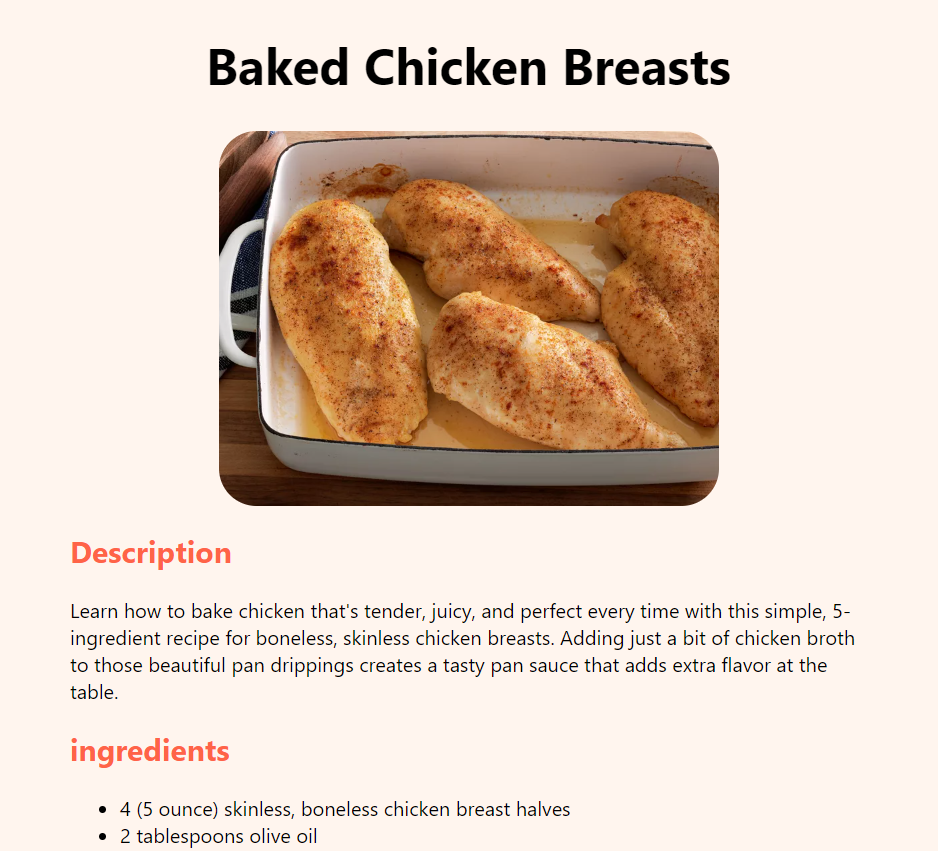 Baked Chicken Breasts
Description
Learn how to bake chicken that's tender, juicy, and perfect every time with this simple, 5-
ingredient recipe for boneless, skinless chicken breasts. Adding just a bit of chicken broth
to those beautiful pan drippings creates a tasty pan sauce that adds extra flavor at the
table.
ingredients
• 4 (5 ounce) skinless, boneless chicken breast halves
• 2 tablespoons olive oil